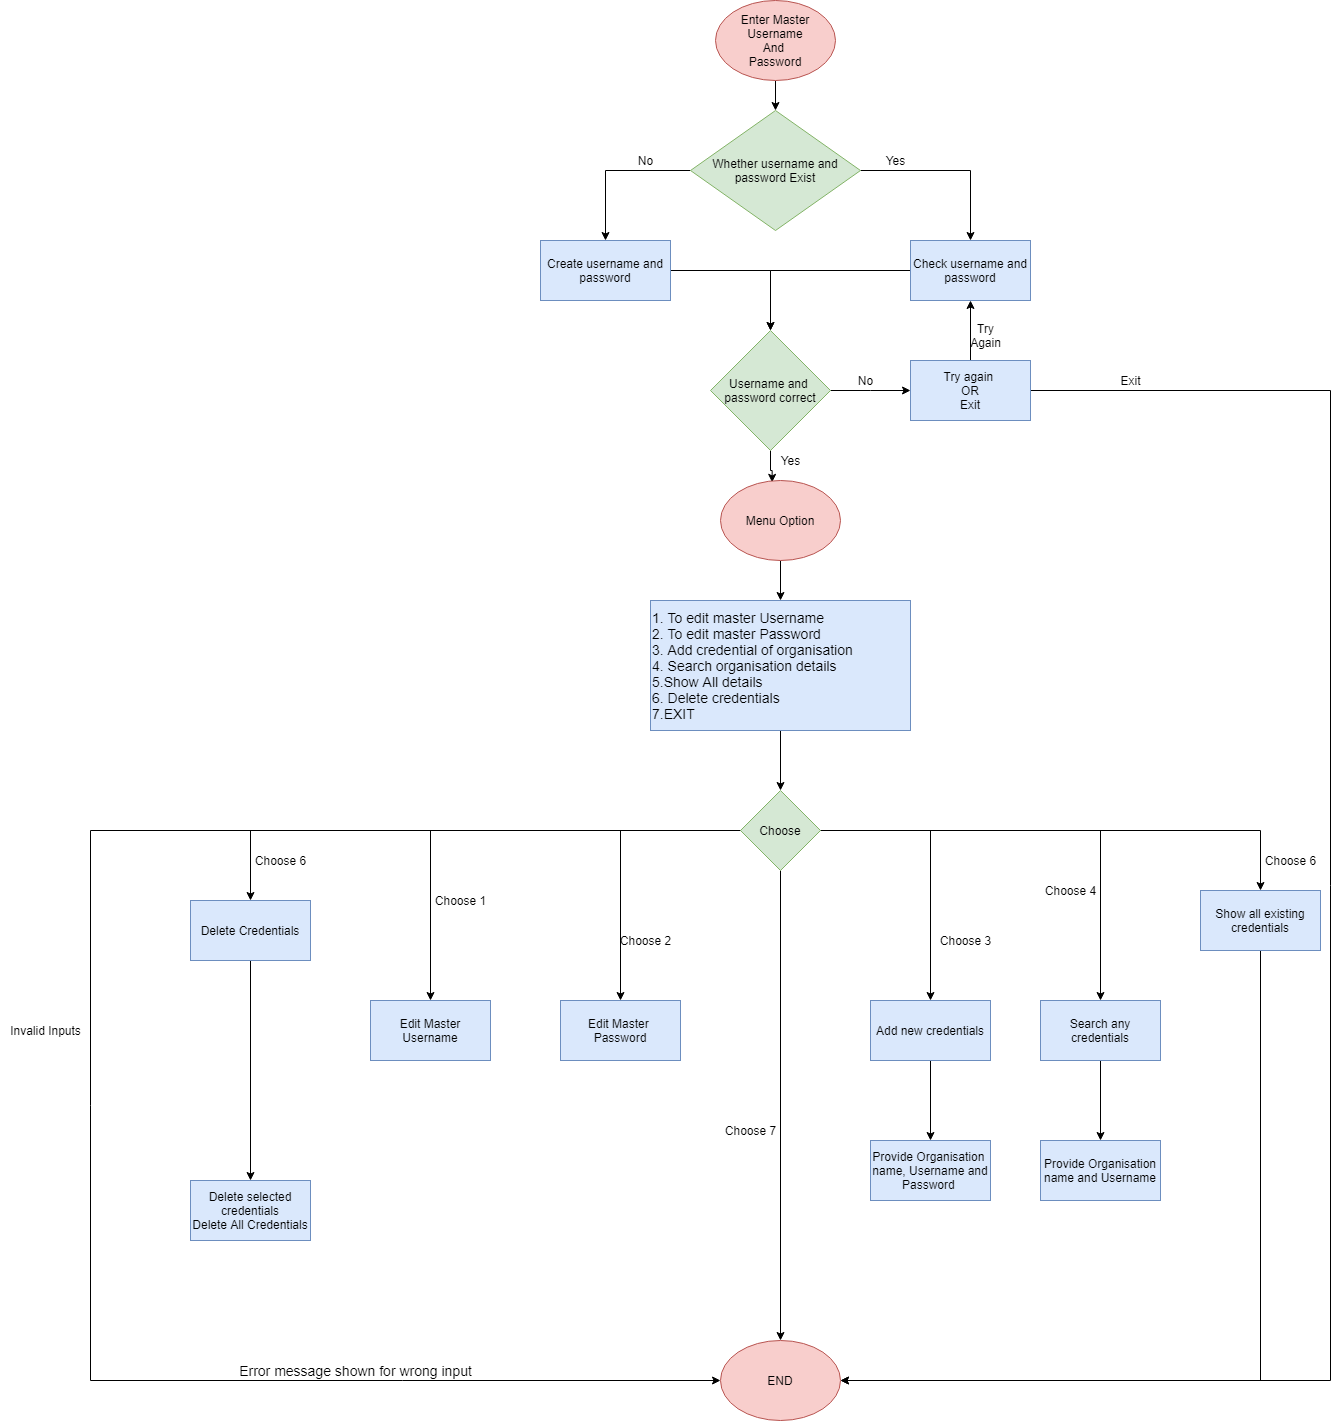 Enter Master
Username
And
Password
Whether username and
password Exist
No
Yes
Create username and
password
Check username and
password
Try
Again
Username and
password correct
No
Try again
OR
Exit
Exit
Yes
Menu Option
1. To edit master Username
2. To edit master Password
3. Add credential of organisation
4. Search organisation details
5.Show All details
6. Delete credentials
7.EXIT
Choose
Choose 6
Choose 1
Choose 2
Choose 3
Choose 4
Choose 6
Delete Credentials
Show all existing
credentials
Invalid Inputs
Edit Master
Username
Edit Master
Password
Add new credentials
Search any
credentials
Choose 7
Provide Organisation
name, Username and
Password
Provide Organisation
name and Username
Delete selected
credentials
Delete All Credentials
Error message shown for wrong input
END